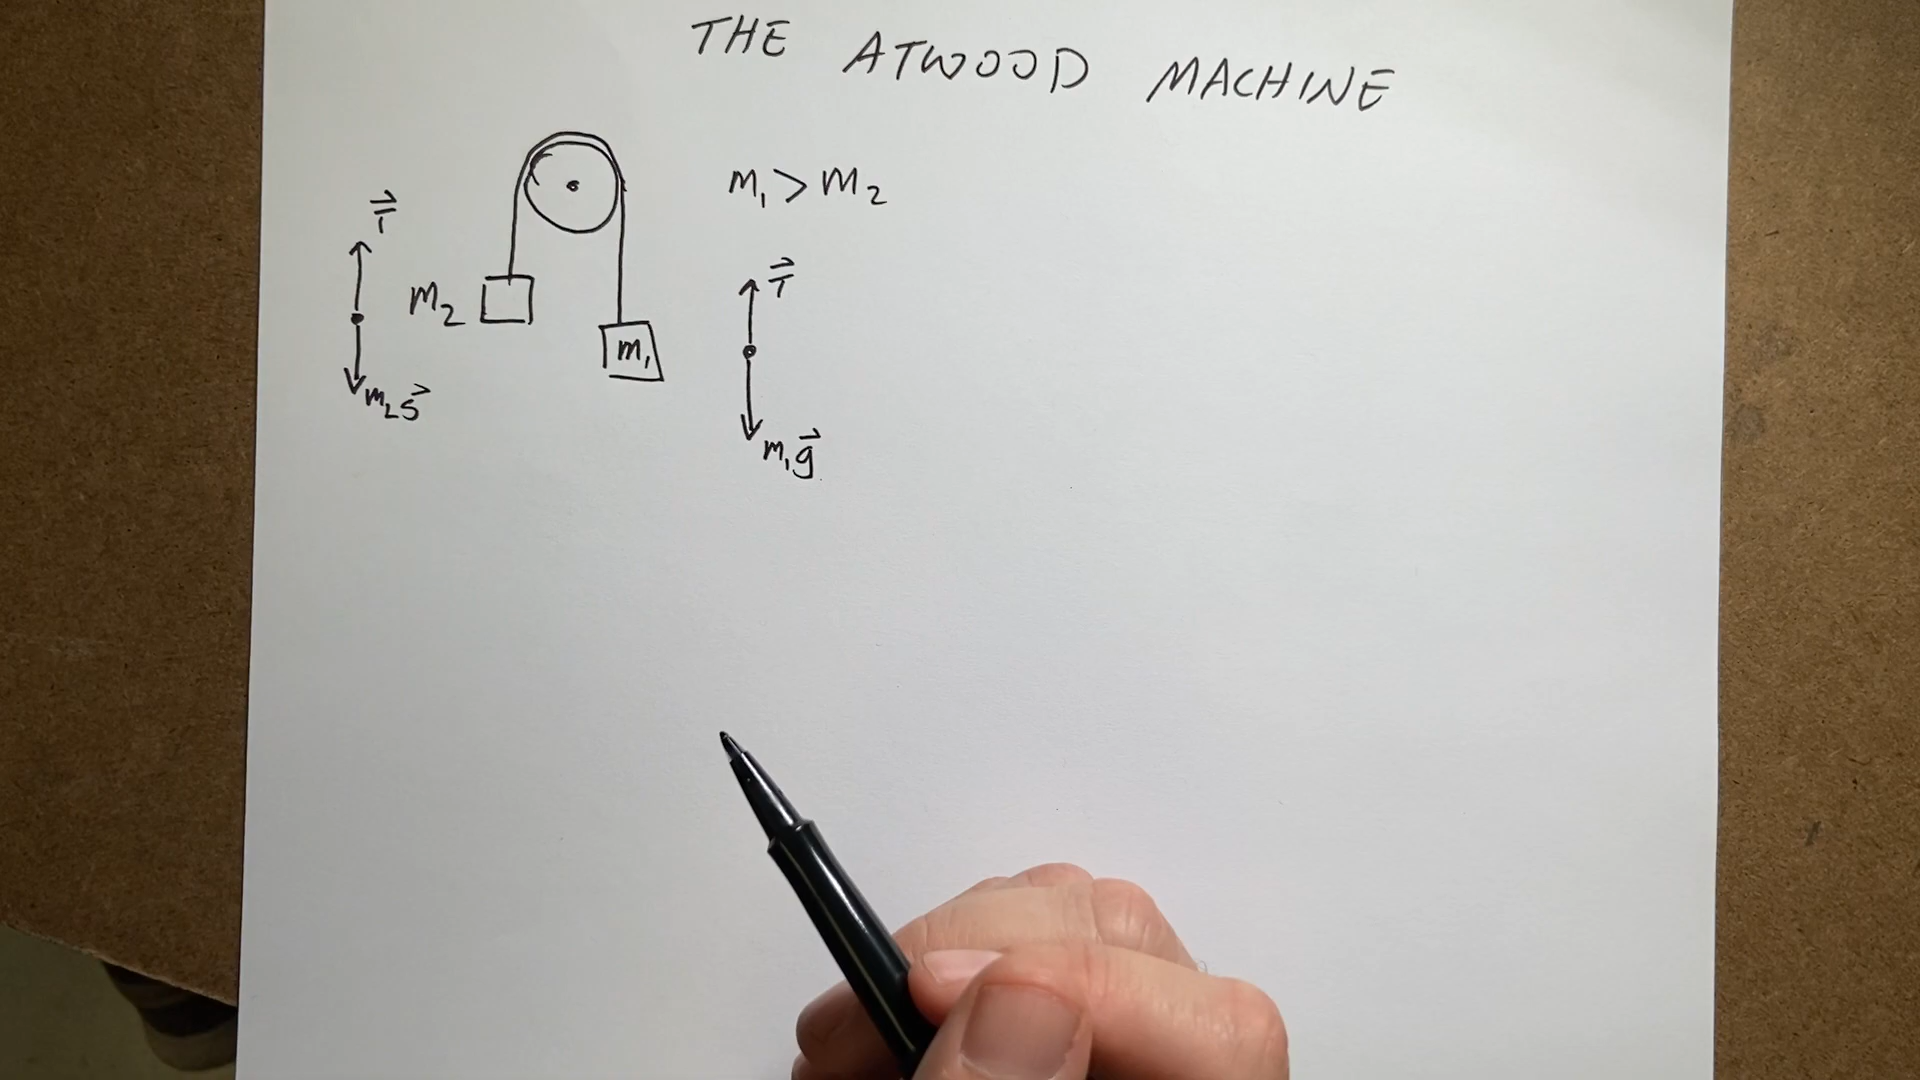 THE ATWOOD MACHINE
m₁ > m₂
T⃗
T⃗
m₂
m₁
m₂g⃗
m₁g⃗